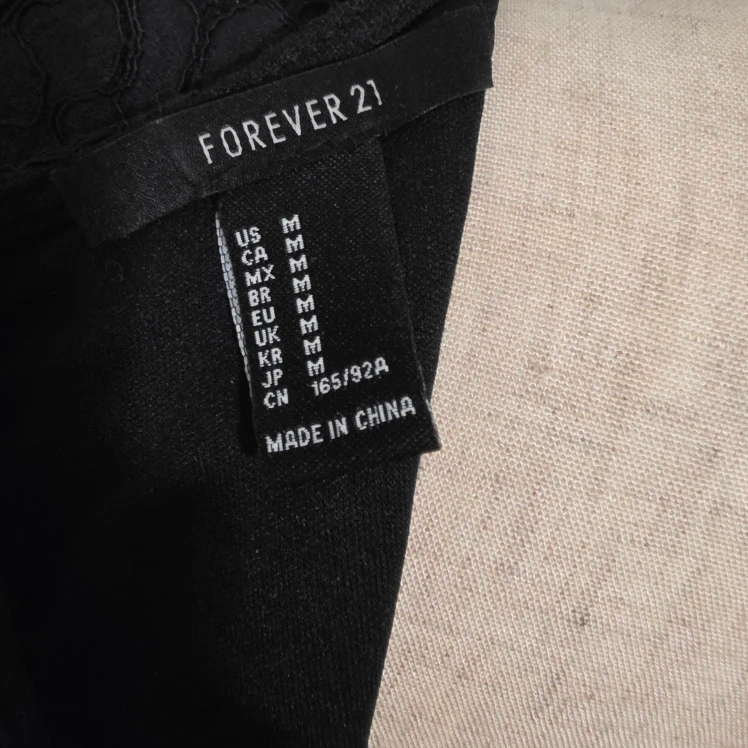 FOREVER 21
US M
CA M
MX M
BR M
EU M
UK M
KR M
JP M
CN 165/92A
MADE IN CHINA